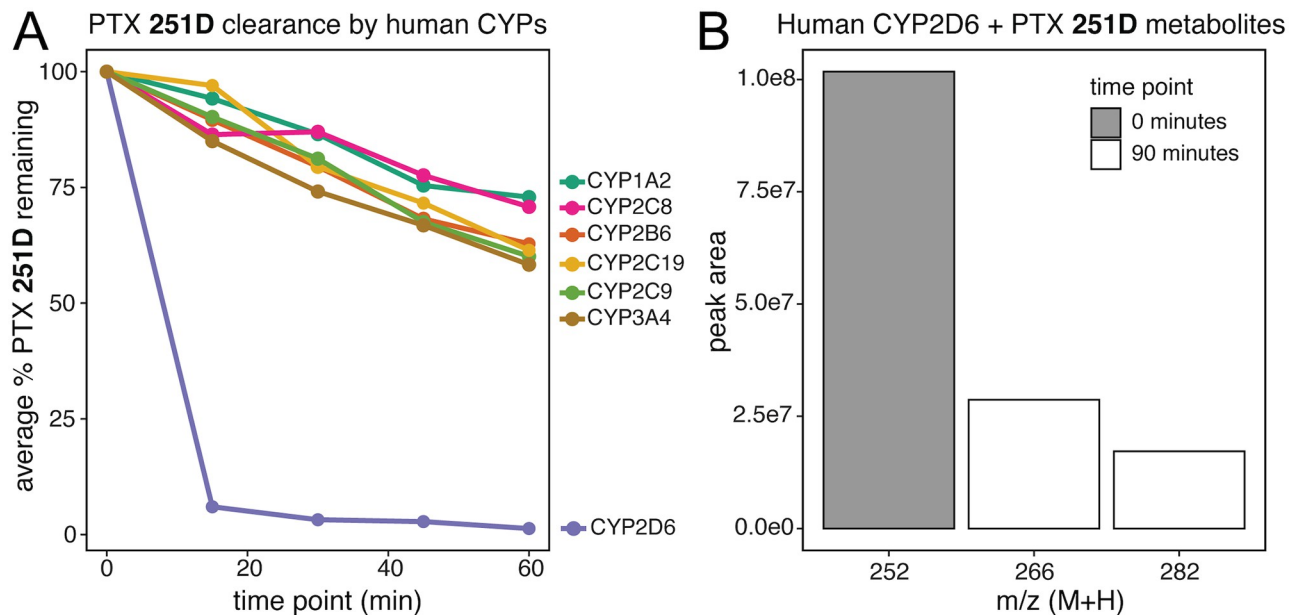 A
PTX 251D clearance by human CYPs
average % PTX 251D remaining
100
75
50
25
0
0
20
40
60
time point (min)
CYP1A2
CYP2C8
CYP2B6
CYP2C19
CYP2C9
CYP3A4
CYP2D6
B
Human CYP2D6 + PTX 251D metabolites
peak area
1.0e8
7.5e7
5.0e7
2.5e7
0.0e0
time point
0 minutes
90 minutes
252
266
282
m/z (M+H)